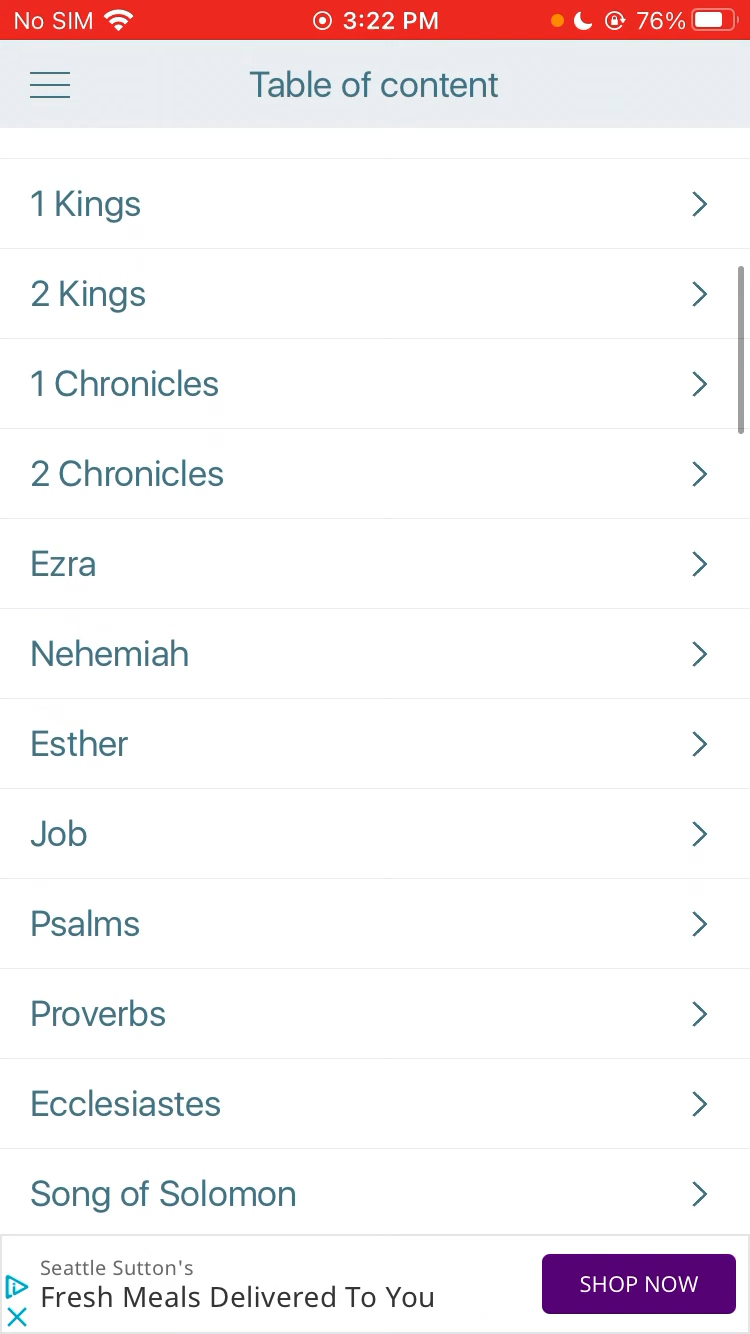 No SIM 3:22 PM 76%
Table of content
1 Kings
2 Kings
1 Chronicles
2 Chronicles
Ezra
Nehemiah
Esther
Job
Psalms
Proverbs
Ecclesiastes
Song of Solomon
Seattle Sutton's
Fresh Meals Delivered To You
SHOP NOW